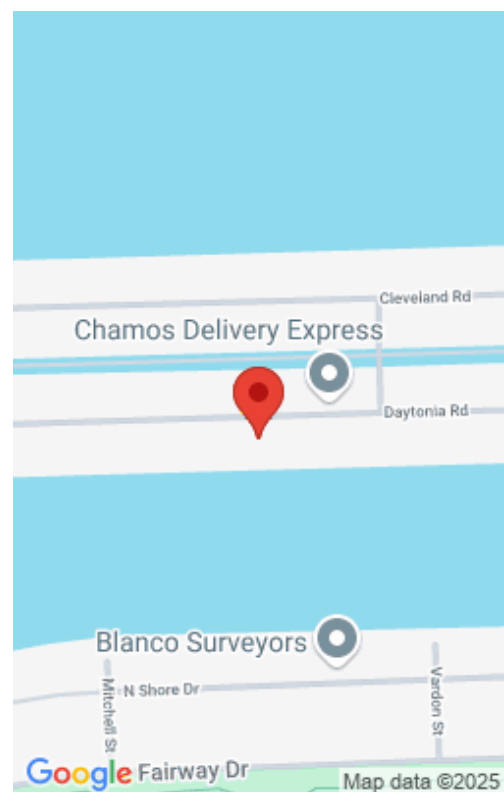 Cleveland Rd
Chamos Delivery Express
Daytonia Rd
Blanco Surveyors
Mitchell St
N Shore Dr
Vardon St
Google
Fairway Dr
Map data ©2025